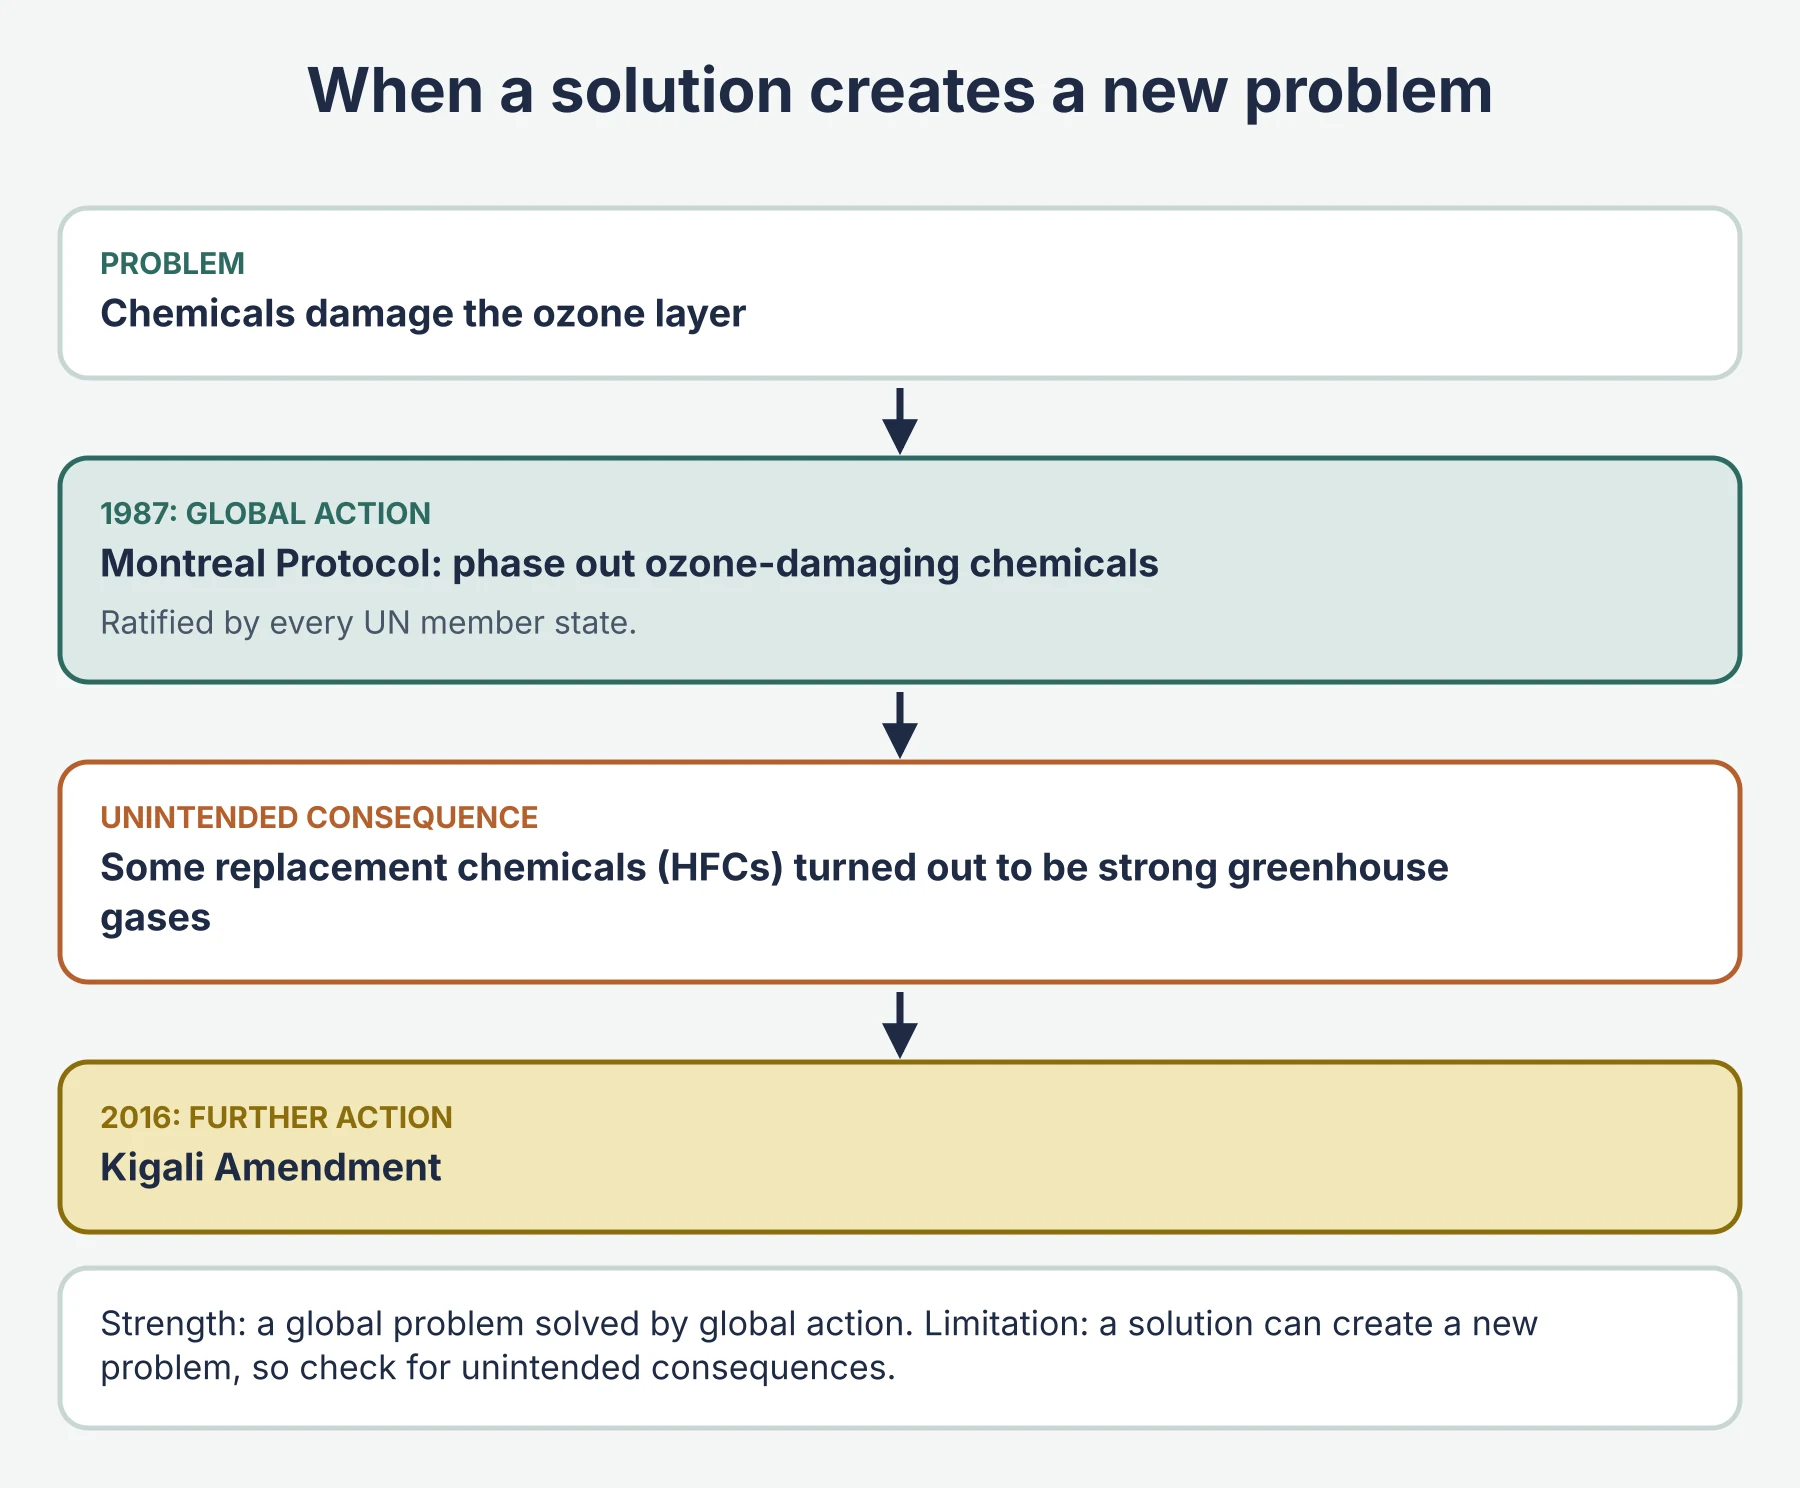 When a solution creates a new problem
PROBLEM
Chemicals damage the ozone layer
1987: GLOBAL ACTION
Montreal Protocol: phase out ozone-damaging chemicals
Ratified by every UN member state.
UNINTENDED CONSEQUENCE
Some replacement chemicals (HFCs) turned out to be strong greenhouse
gases
2016: FURTHER ACTION
Kigali Amendment
Strength: a global problem solved by global action. Limitation: a solution can create a new
problem, so check for unintended consequences.